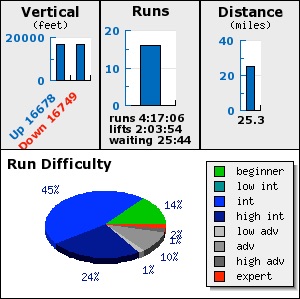 Vertical
(feet)
20000
0
Up 16678
Down 16749
Runs
20
10
0
runs 4:17:06
lifts 2:03:54
waiting 25:44
Distance
(miles)
40
20
0
25.3
Run Difficulty
45%
14%
2%
1%
10%
1%
24%
beginner
low int
int
high int
low adv
adv
high adv
expert